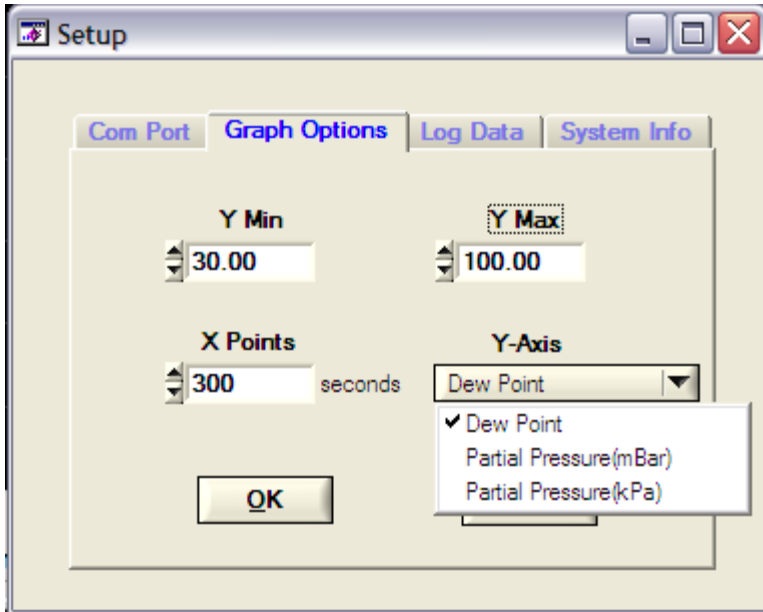 Setup
Com Port Graph Options Log Data System Info
Y Min Y Max
30.00 100.00
X Points Y-Axis
300 seconds Dew Point
Dew Point
Partial Pressure(mBar)
Partial Pressure(kPa)
OK